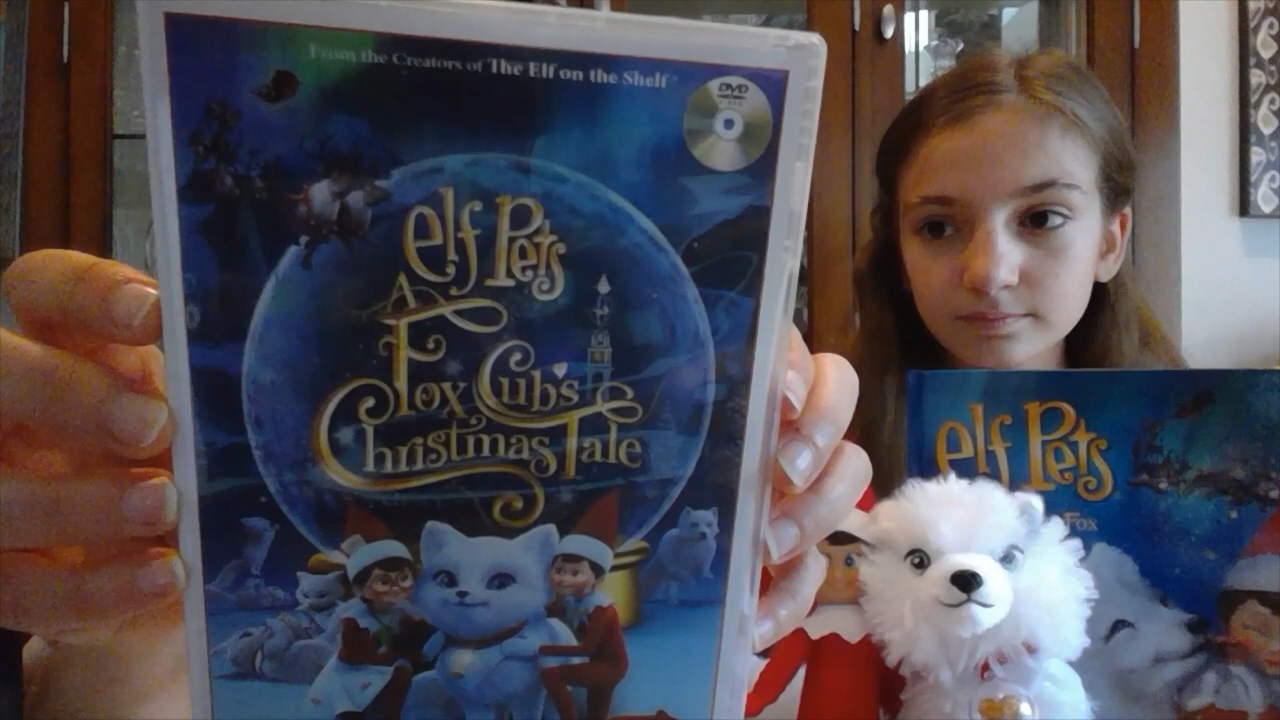 From the Creators of The Elf on the Shelf
DVD
VIDEO
elf Pets
A
Fox Cub's
Christmas Tale
elf Pets
Fox